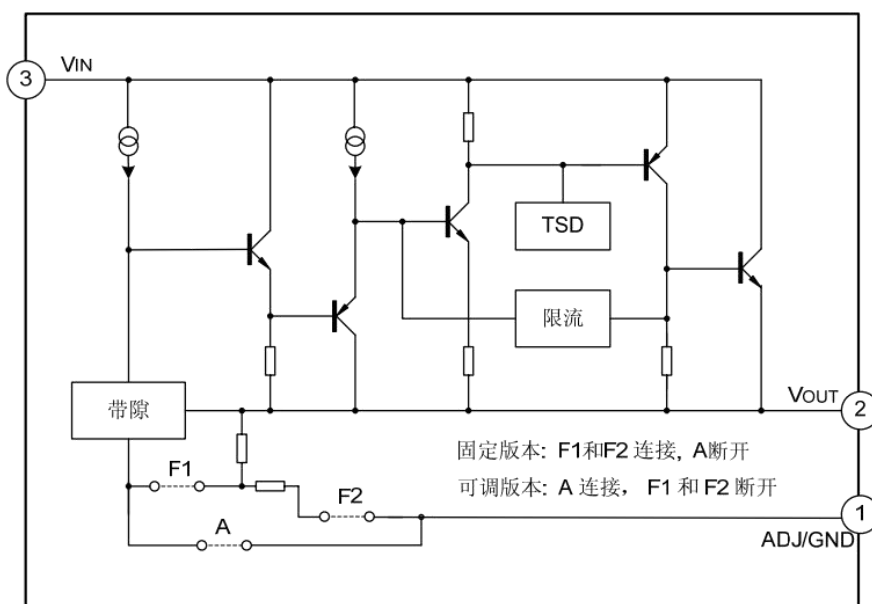 3
VIN
TSD
限流
带隙
VOUT
2
固定版本: F1和F2 连接, A断开
F1
可调版本: A 连接， F1 和 F2 断开
F2
1
A
ADJ/GND